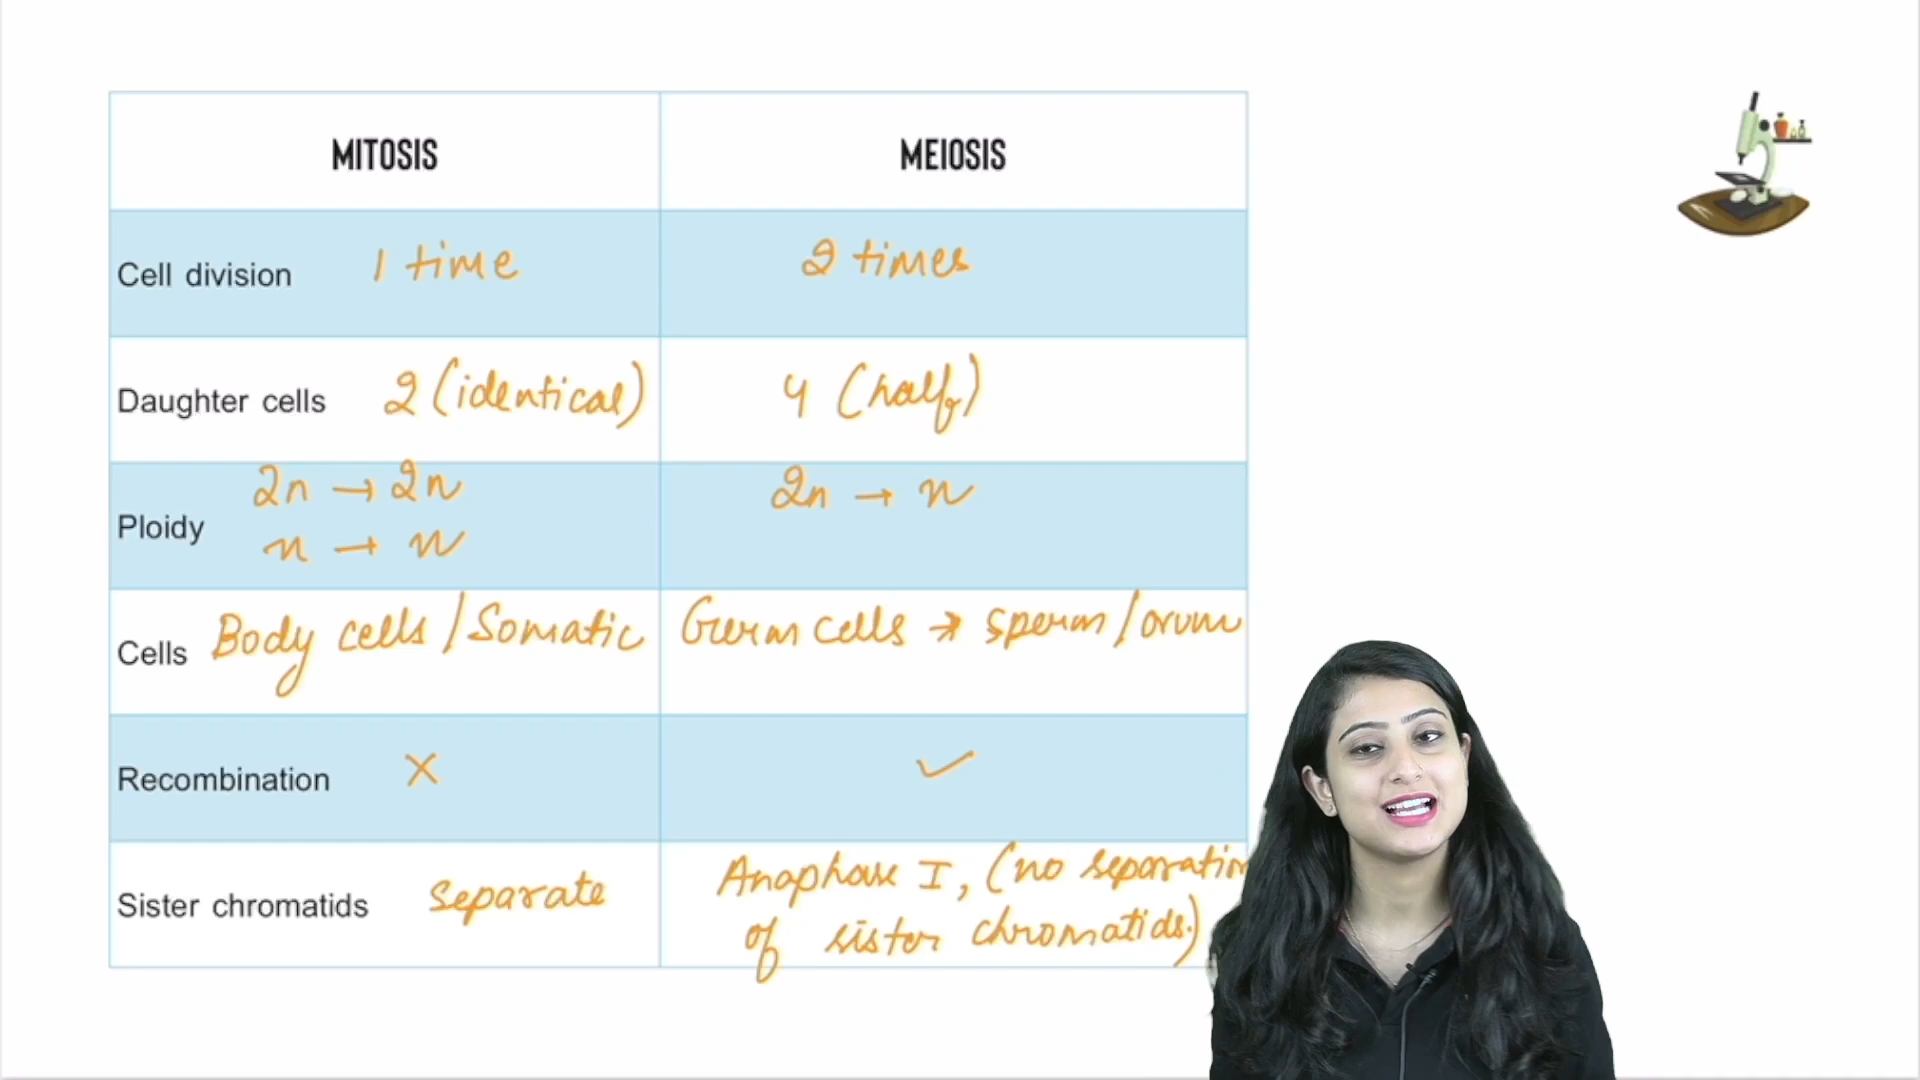 MITOSIS MEIOSIS
Cell division 1 time 2 times
Daughter cells 2 (identical) 4 (half)
2n → 2n 2n → n
Ploidy
n → n
Cells Body cells / Somatic Germ cells → sperm / ovum
Recombination × ✓
Sister chromatids Separate Anaphase I, (no separation
of sister chromatids.)